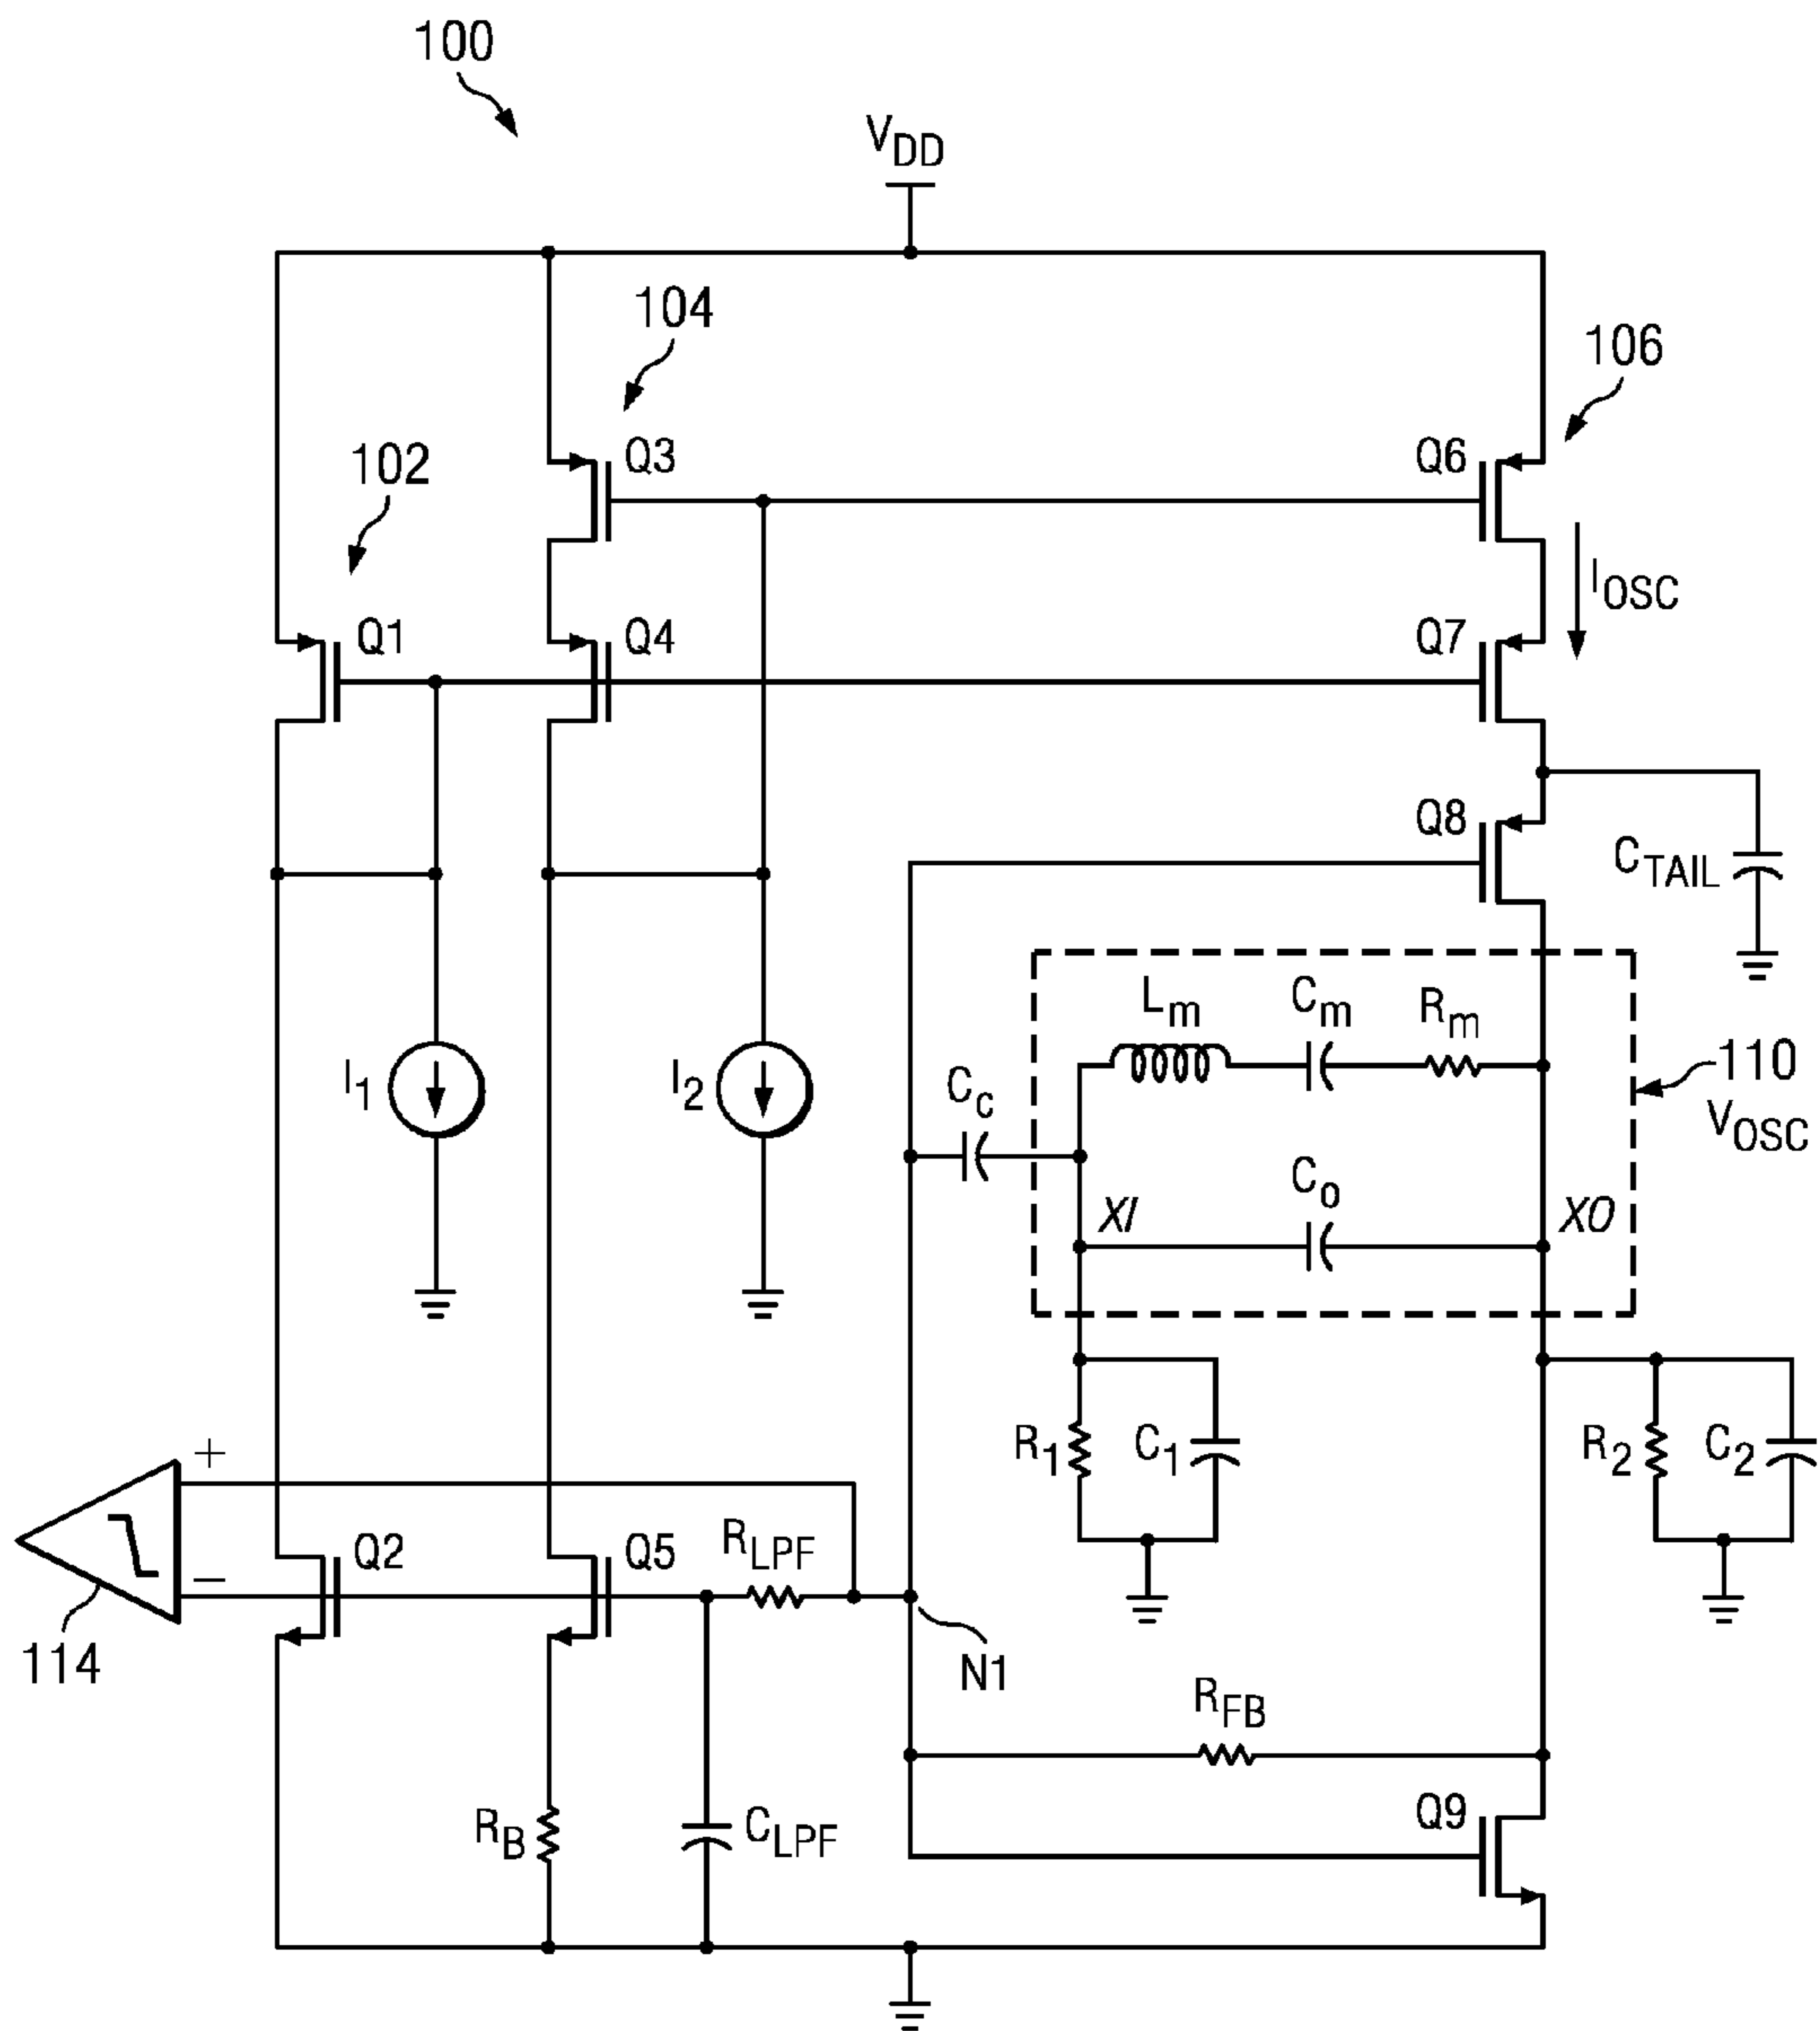 100
VDD
104
106
102
Q3
Q6
IOSC
Q1
Q4
Q7
Q8
CTAIL
Lm
Cm
Rm
I1
I2
Cc
110
VOSC
Co
XI
XO
R1
C1
R2
C2
+
−
Q2
Q5
RLPF
114
N1
RFB
RB
CLPF
Q9